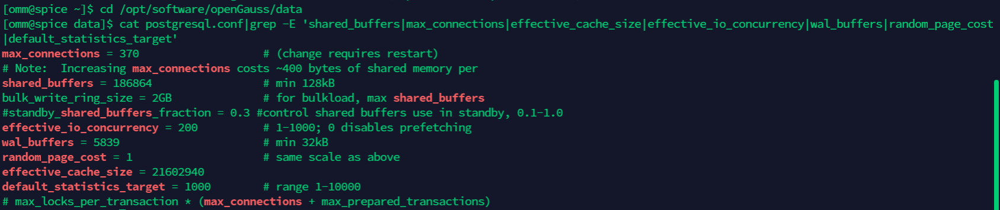 [omm@spice ~]$ cd /opt/software/openGauss/data
[omm@spice data]$ cat postgresql.conf|grep -E 'shared_buffers|max_connections|effective_cache_size|effective_io_concurrency|wal_buffers|random_page_cost
|default_statistics_target'
max_connections = 370 # (change requires restart)
# Note:  Increasing max_connections costs ~400 bytes of shared memory per
shared_buffers = 186864 # min 128kB
bulk_write_ring_size = 2GB # for bulkload, max shared_buffers
#standby_shared_buffers_fraction = 0.3 #control shared buffers use in standby, 0.1-1.0
effective_io_concurrency = 200 # 1-1000; 0 disables prefetching
wal_buffers = 5839 # min 32kB
random_page_cost = 1 # same scale as above
effective_cache_size = 21602940
default_statistics_target = 1000 # range 1-10000
# max_locks_per_transaction * (max_connections + max_prepared_transactions)